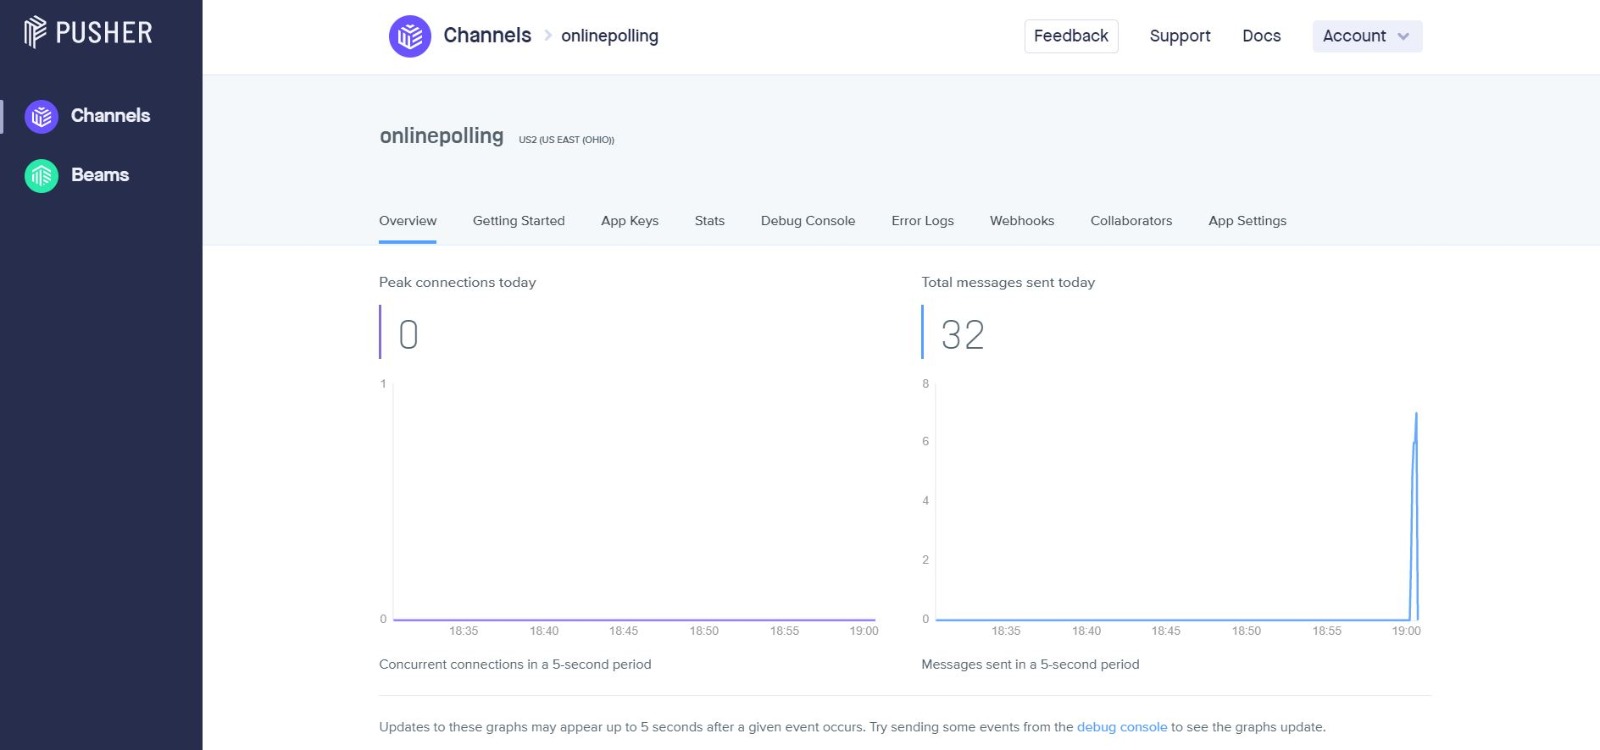 PUSHER
Channels
Beams
Channels > onlinepolling
Feedback
Support
Docs
Account
onlinepolling US2 (US EAST (OHIO))
Overview Getting Started App Keys Stats Debug Console Error Logs Webhooks Collaborators App Settings
Peak connections today
0
1
0
18:35 18:40 18:45 18:50 18:55 19:00
Concurrent connections in a 5-second period
Total messages sent today
32
8
6
4
2
0
18:35 18:40 18:45 18:50 18:55 19:00
Messages sent in a 5-second period
Updates to these graphs may appear up to 5 seconds after a given event occurs. Try sending some events from the debug console to see the graphs update.